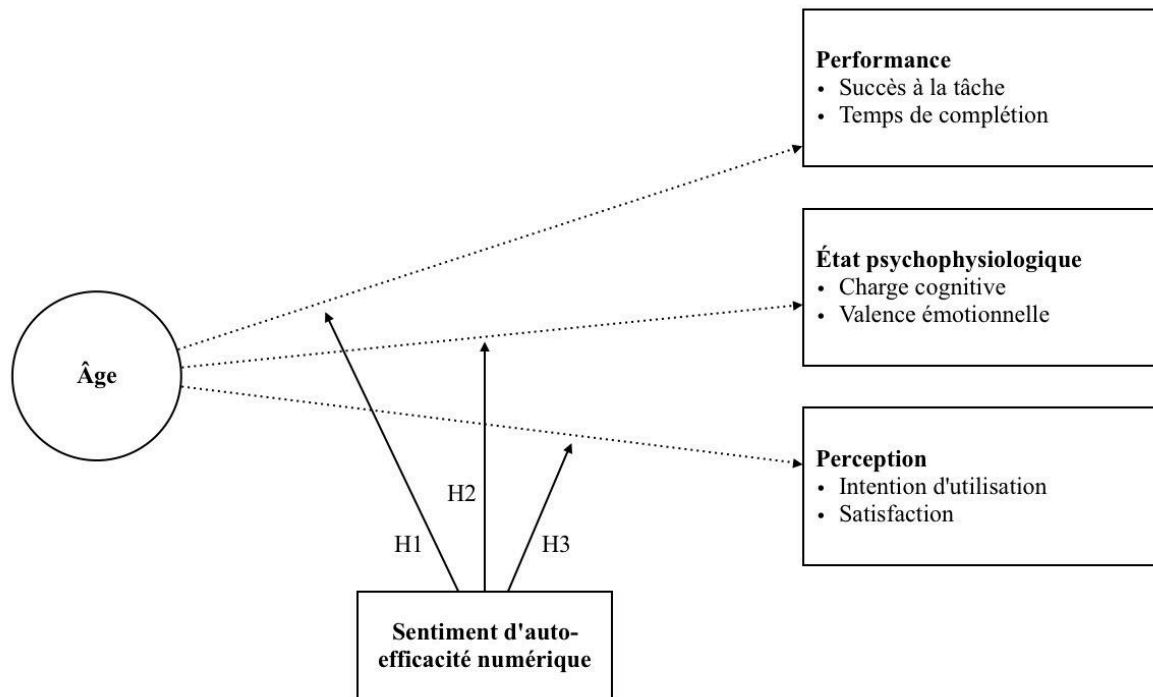 Performance
• Succès à la tâche
• Temps de complétion
État psychophysiologique
• Charge cognitive
• Valence émotionnelle
Âge
Perception
• Intention d'utilisation
• Satisfaction
H1
H2
H3
Sentiment d'auto-
efficacité numérique